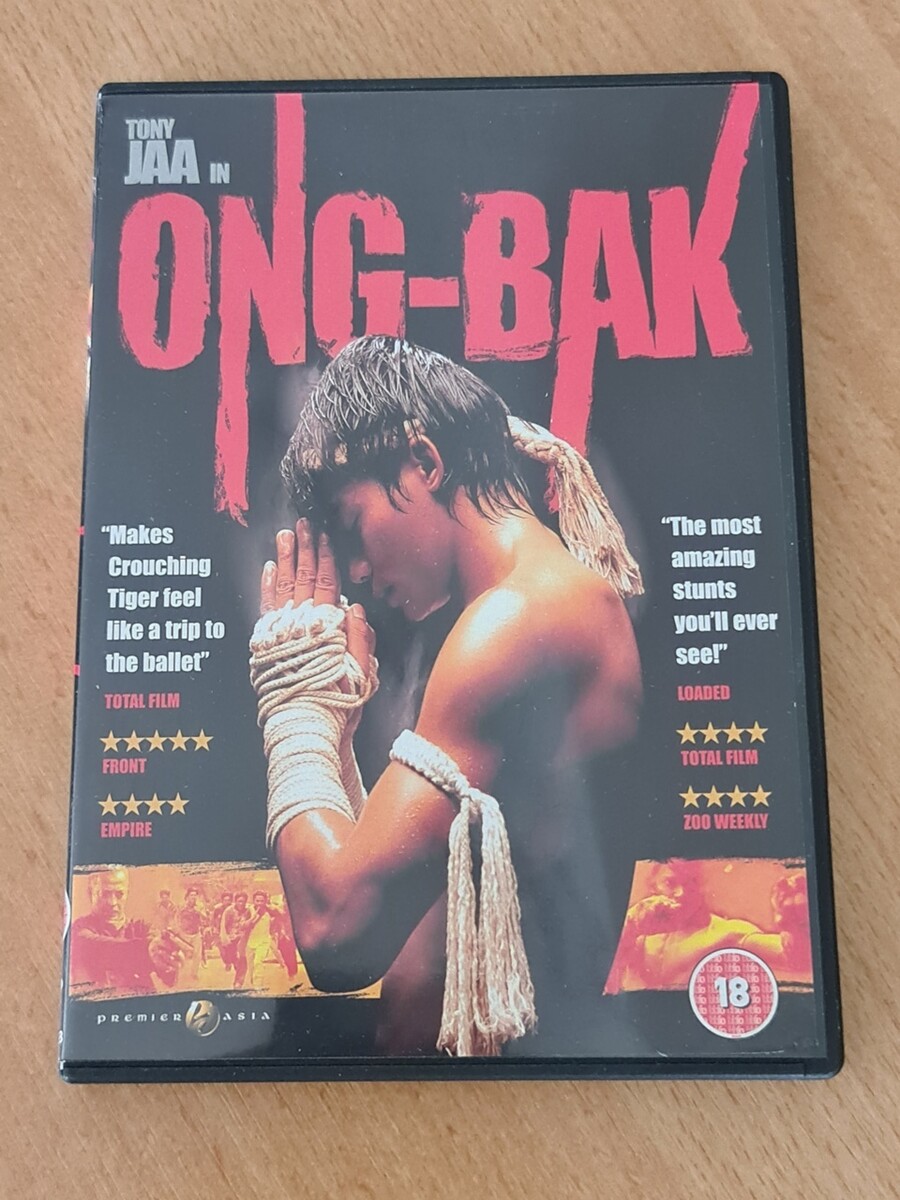 TONY
JAA IN
ONG-BAK
“Makes
Crouching
Tiger feel
like a trip to
the ballet”
TOTAL FILM
FRONT
EMPIRE
“The most
amazing
stunts
you’ll ever
see!”
LOADED
TOTAL FILM
ZOO WEEKLY
PREMIER ASIA
18